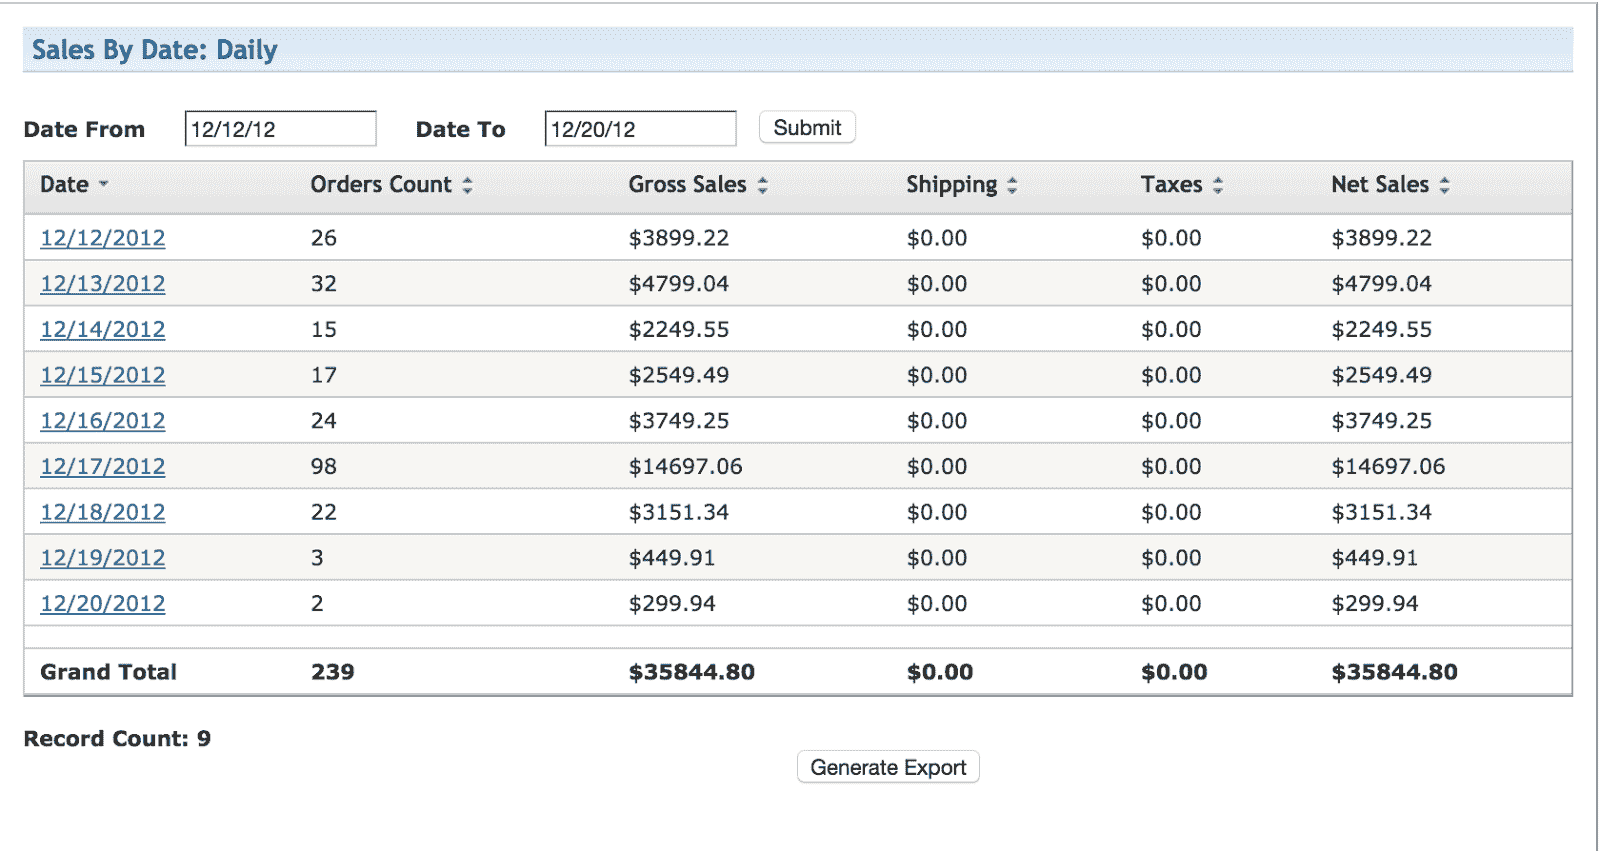 Sales By Date: Daily
Date From 12/12/12 Date To 12/20/12 Submit
Date Orders Count Gross Sales Shipping Taxes Net Sales
12/12/2012 26 $3899.22 $0.00 $0.00 $3899.22
12/13/2012 32 $4799.04 $0.00 $0.00 $4799.04
12/14/2012 15 $2249.55 $0.00 $0.00 $2249.55
12/15/2012 17 $2549.49 $0.00 $0.00 $2549.49
12/16/2012 24 $3749.25 $0.00 $0.00 $3749.25
12/17/2012 98 $14697.06 $0.00 $0.00 $14697.06
12/18/2012 22 $3151.34 $0.00 $0.00 $3151.34
12/19/2012 3 $449.91 $0.00 $0.00 $449.91
12/20/2012 2 $299.94 $0.00 $0.00 $299.94
Grand Total 239 $35844.80 $0.00 $0.00 $35844.80
Record Count: 9
Generate Export